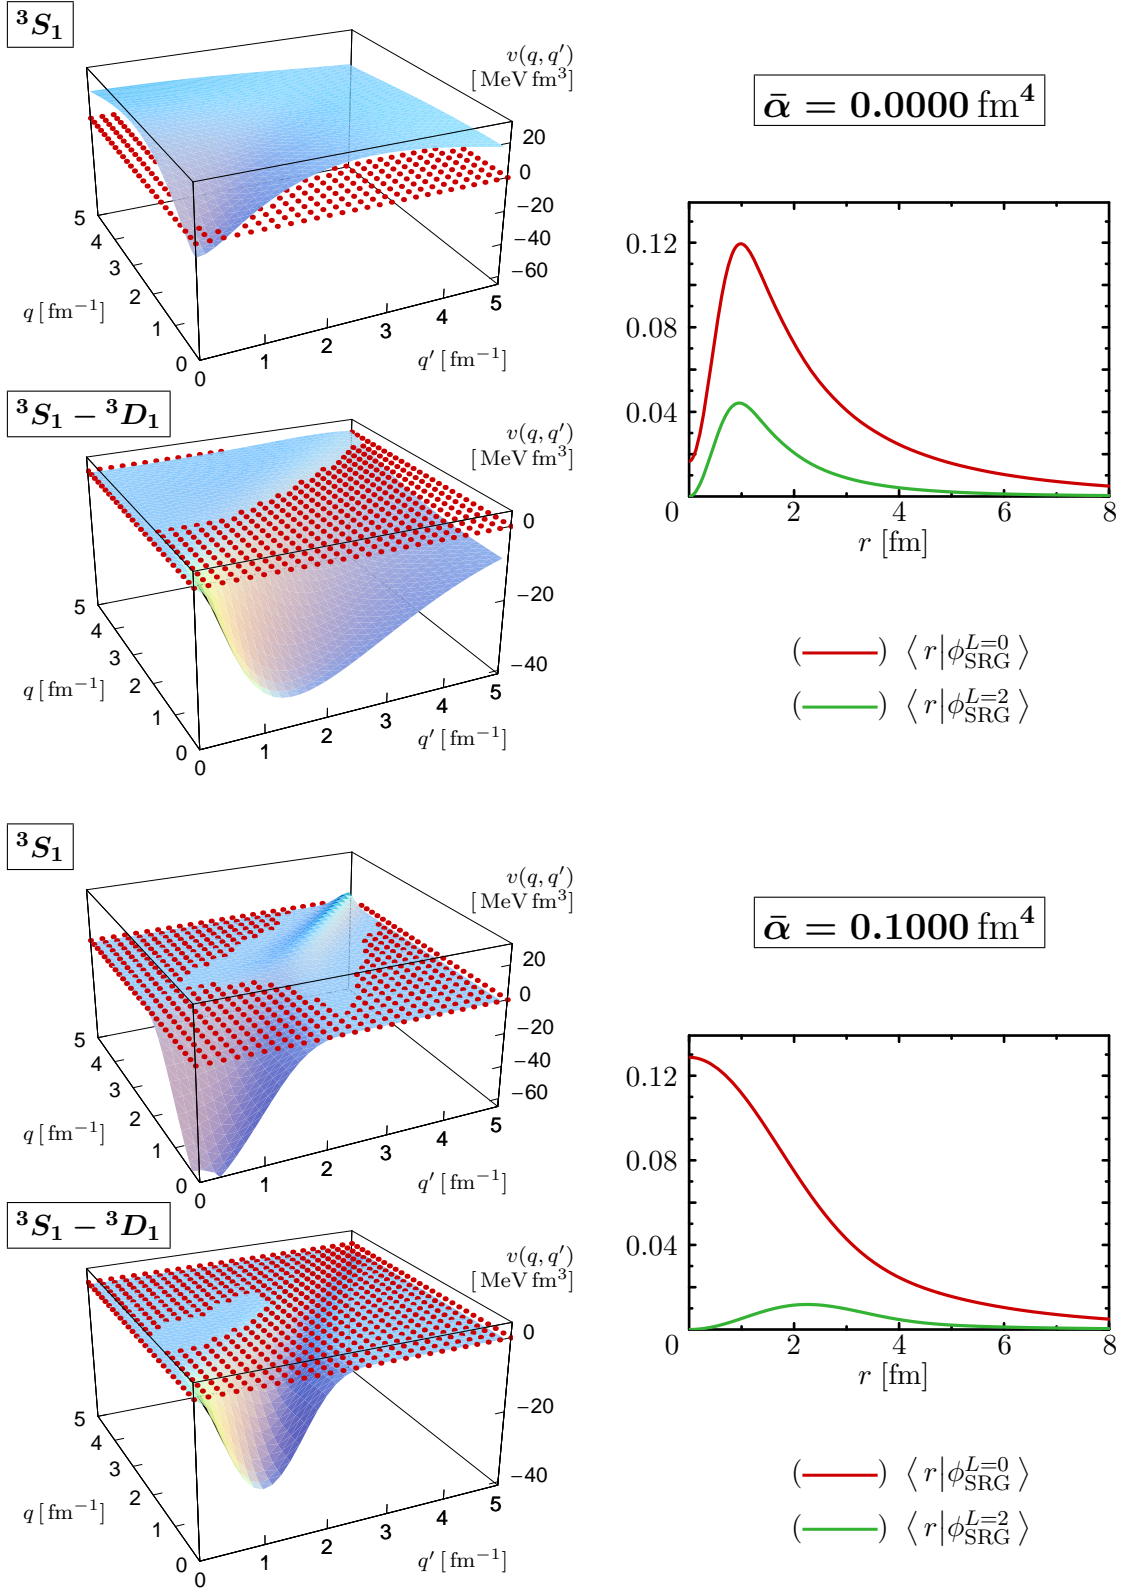 ³S₁
v(q, q′)
[ MeV fm³]
20
0
−20
−40
−60
5
4
3
2
1
0
q [ fm⁻¹]
0
1
2
3
4
5
q′ [ fm⁻¹]
ᾱ = 0.0000 fm⁴
0.12
0.08
0.04
0
2
4
6
8
r [fm]
³S₁ − ³D₁
v(q, q′)
[ MeV fm³]
0
−20
−40
5
4
3
2
1
0
q [ fm⁻¹]
0
1
2
3
4
5
q′ [ fm⁻¹]
(—) ⟨ r|ϕ_SRG^{L=0} ⟩
(—) ⟨ r|ϕ_SRG^{L=2} ⟩
³S₁
v(q, q′)
[ MeV fm³]
20
0
−20
−40
−60
5
4
3
2
1
0
q [ fm⁻¹]
0
1
2
3
4
5
q′ [ fm⁻¹]
ᾱ = 0.1000 fm⁴
0.12
0.08
0.04
0
2
4
6
8
r [fm]
³S₁ − ³D₁
v(q, q′)
[ MeV fm³]
0
−20
−40
5
4
3
2
1
0
q [ fm⁻¹]
0
1
2
3
4
5
q′ [ fm⁻¹]
(—) ⟨ r|ϕ_SRG^{L=0} ⟩
(—) ⟨ r|ϕ_SRG^{L=2} ⟩